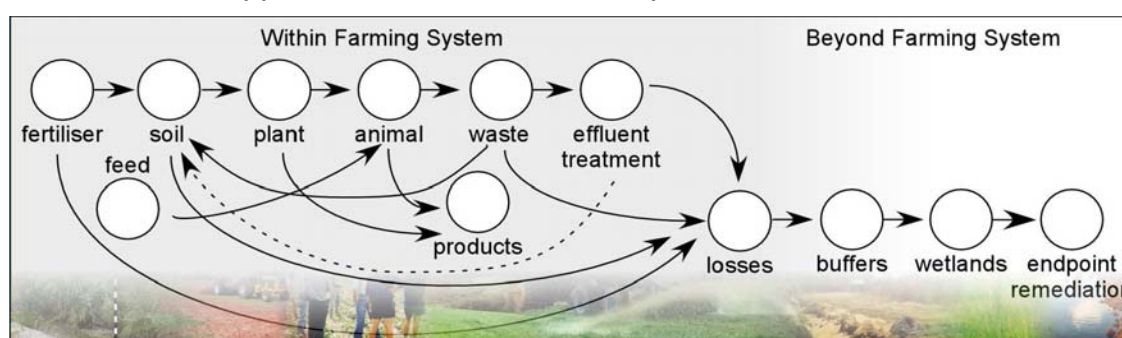 Within Farming System
Beyond Farming System
fertiliser
soil
plant
animal
waste
effluent
treatment
feed
products
losses
buffers
wetlands
endpoint
remediation